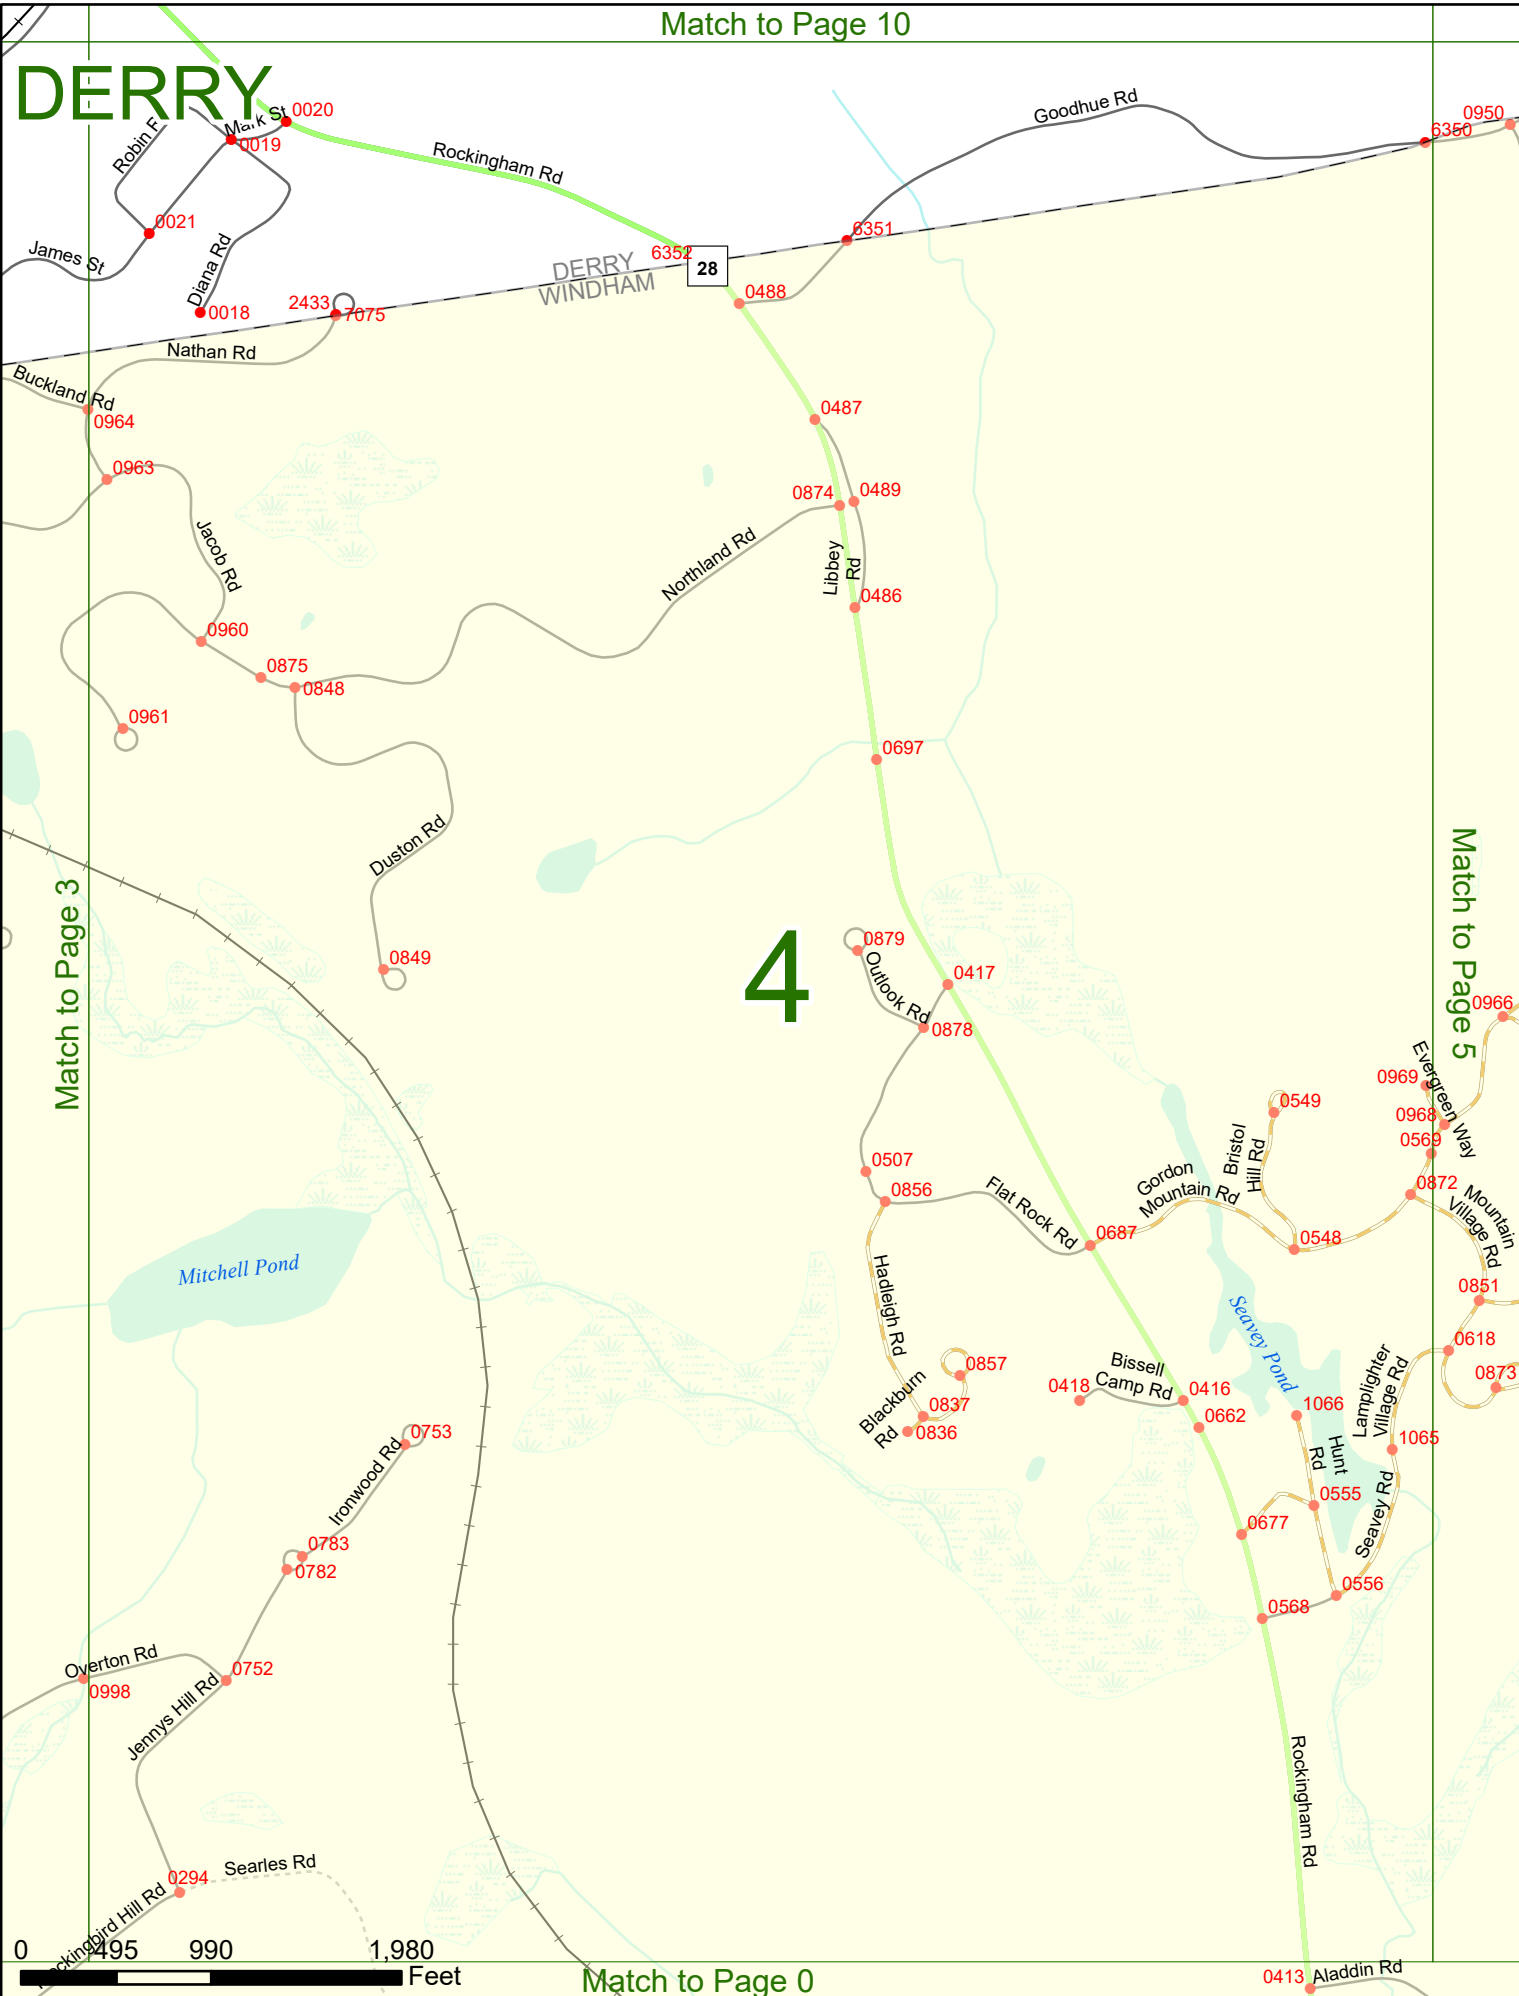 Match to Page 10
DERRY
Goodhue Rd
0950
6350
Mark St
0020
0019
Robin
Rockingham Rd
0021
James St
Diana Rd
6351
6352
28
DERRY
WINDHAM
0488
2433
7075
0018
Nathan Rd
Buckland Rd
0964
0487
0963
0874
0489
Jacob Rd
Northland Rd
Libbey
Rd
0486
0960
0875
0848
0961
0697
Duston Rd
Match to Page 3
Match to Page 5
4
0849
0879
Outlook Rd
0417
0878
0966
Evergreen Way
0969
0968
0569
0549
Bristol
Hill Rd
0507
0856
Flat Rock Rd
Gordon
Mountain Rd
0872
Mountain
Village Rd
0687
0548
Mitchell Pond
Hadleigh Rd
Seavey Pond
0851
0618
0857
Bissell
Camp Rd
0418
0416
Lamplighter
Village Rd
0873
Blackburn
Rd
0837
0836
0662
1066
Hunt
Rd
1065
0753
Ironwood Rd
0555
0677
Seavey Rd
0783
0782
0556
0568
Overton Rd
0998
0752
Jennys Hill Rd
Rockingham Rd
0294
Searles Rd
ockingbird Hill Rd
0 495 990 1,980
Feet
Match to Page 0
0413
Aladdin Rd